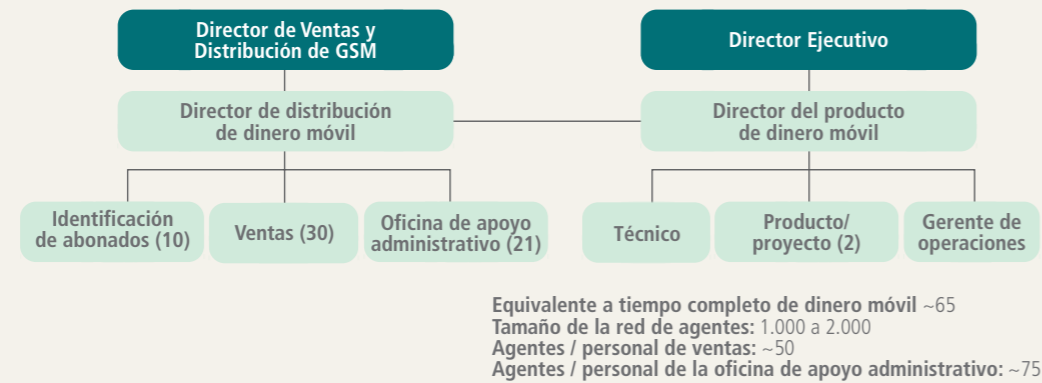 Director de Ventas y
Distribución de GSM
Director Ejecutivo
Director de distribución
de dinero móvil
Director del producto
de dinero móvil
Identificación
de abonados (10)
Ventas (30)
Oficina de apoyo
administrativo (21)
Técnico
Producto/
proyecto (2)
Gerente de
operaciones
Equivalente a tiempo completo de dinero móvil ~65
Tamaño de la red de agentes: 1.000 a 2.000
Agentes / personal de ventas: ~50
Agentes / personal de la oficina de apoyo administrativo: ~75